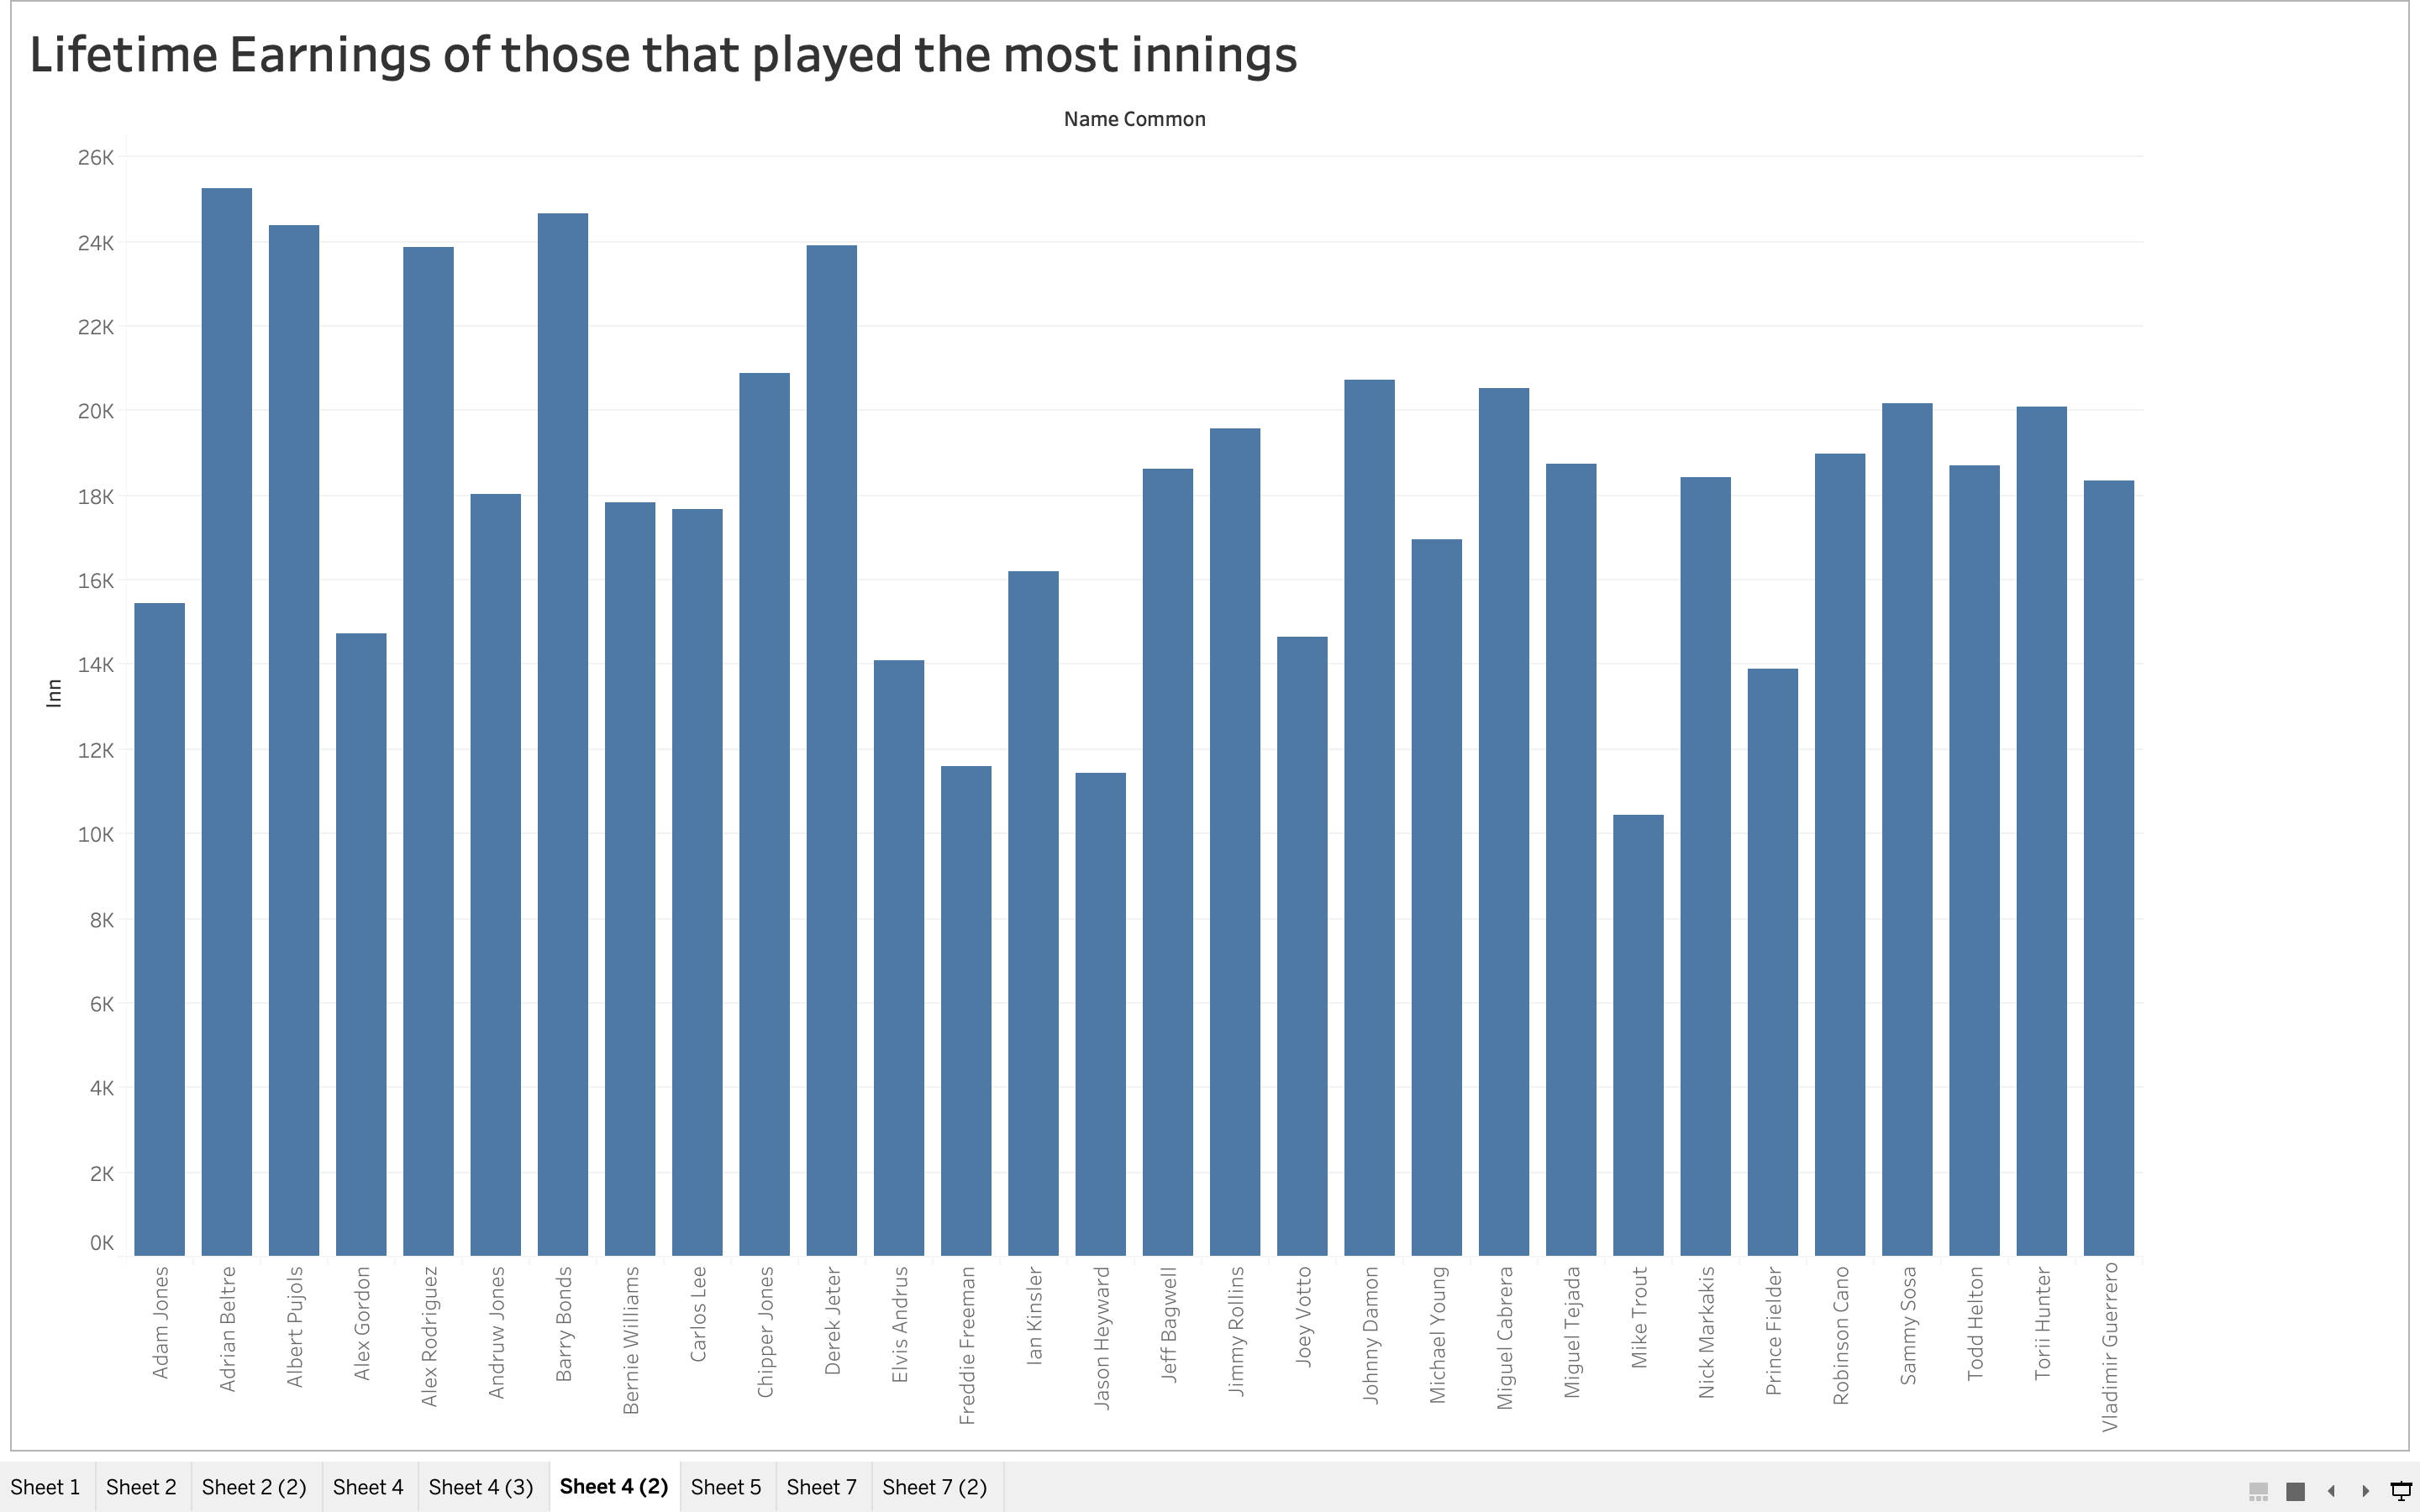 Lifetime Earnings of those that played the most innings
Name Common
26K
24K
22K
20K
18K
16K
14K
12K
10K
8K
6K
4K
2K
0K
Inn
Adam Jones
Adrian Beltre
Albert Pujols
Alex Gordon
Alex Rodriguez
Andruw Jones
Barry Bonds
Bernie Williams
Carlos Lee
Chipper Jones
Derek Jeter
Elvis Andrus
Freddie Freeman
Ian Kinsler
Jason Heyward
Jeff Bagwell
Jimmy Rollins
Joey Votto
Johnny Damon
Michael Young
Miguel Cabrera
Miguel Tejada
Mike Trout
Nick Markakis
Prince Fielder
Robinson Cano
Sammy Sosa
Todd Helton
Torii Hunter
Vladimir Guerrero
Sheet 1 Sheet 2 Sheet 2 (2) Sheet 4 Sheet 4 (3) Sheet 4 (2) Sheet 5 Sheet 7 Sheet 7 (2)